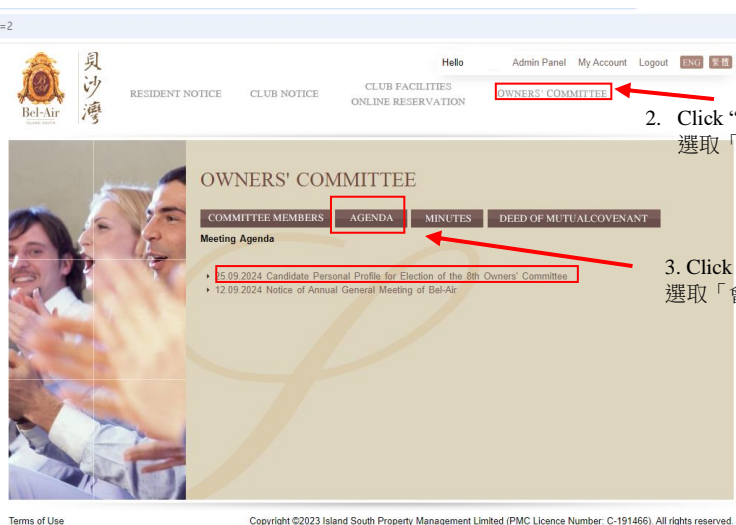 =2
Hello Admin Panel My Account Logout ENG 繁體
貝沙灣
Bel-Air
ISLAND SOUTH
RESIDENT NOTICE CLUB NOTICE CLUB FACILITIES ONLINE RESERVATION OWNERS' COMMITTEE
2. Click “
選取「
OWNERS' COMMITTEE
COMMITTEE MEMBERS AGENDA MINUTES DEED OF MUTUALCOVENANT
Meeting Agenda
25.09.2024 Candidate Personal Profile for Election of the 8th Owners' Committee
12.09.2024 Notice of Annual General Meeting of Bel-Air
3. Click
選取「會
Terms of Use Copyright ©2023 Island South Property Management Limited (PMC Licence Number: C-191466). All rights reserved.